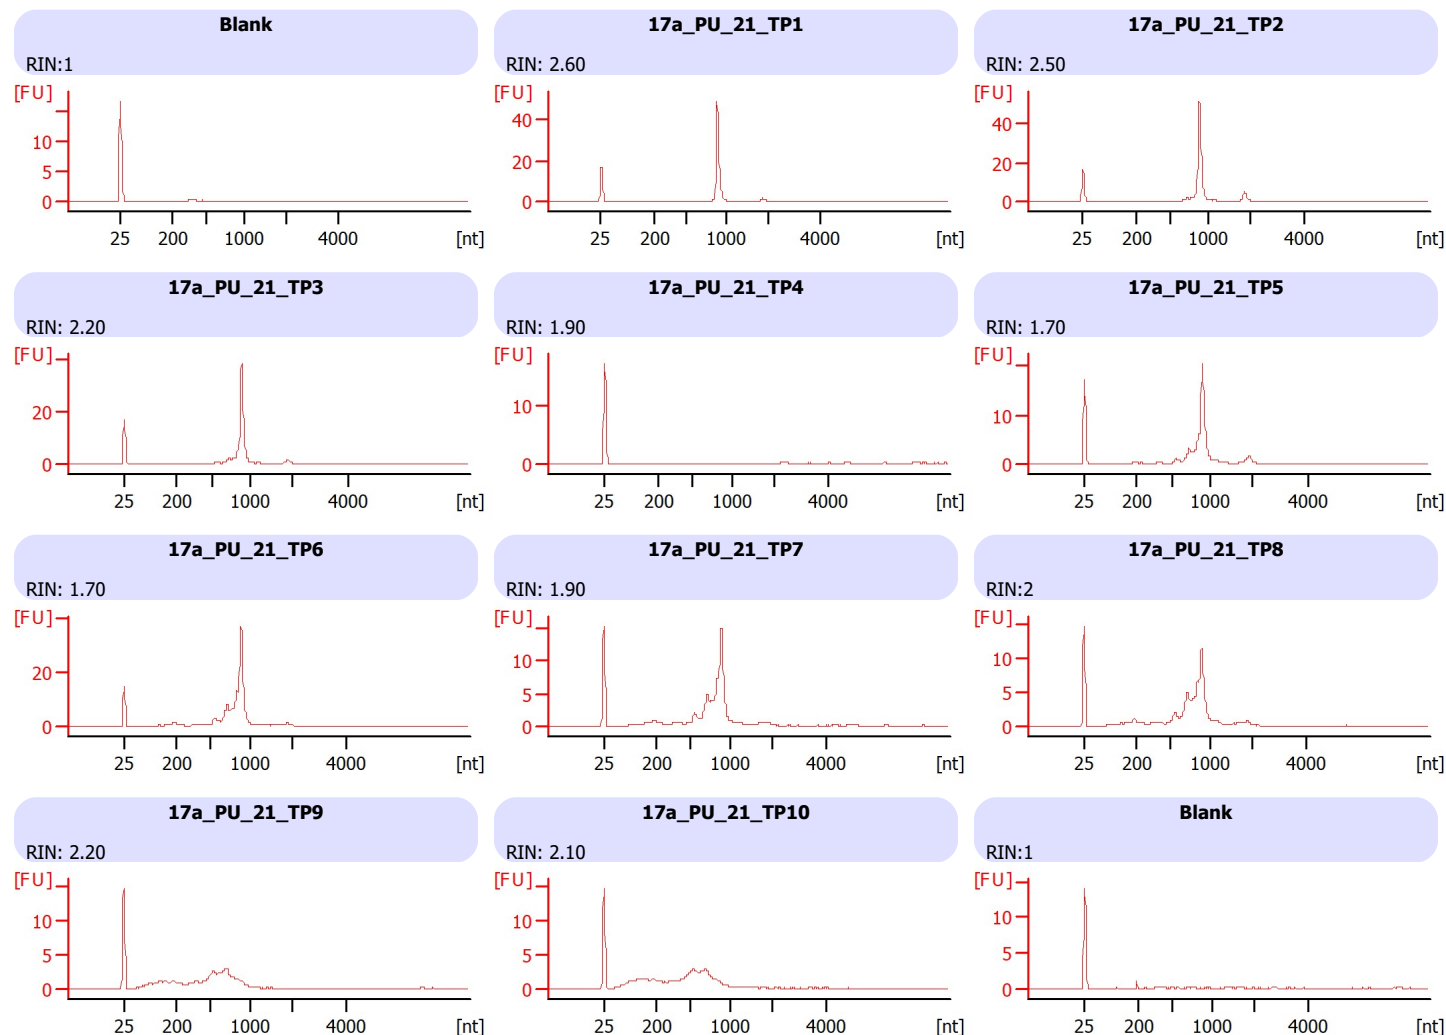 Blank
RIN:1
[FU]
10
5
0
25 200 1000 4000 [nt]
17a_PU_21_TP1
RIN: 2.60
[FU]
40
20
0
25 200 1000 4000 [nt]
17a_PU_21_TP2
RIN: 2.50
[FU]
40
20
0
25 200 1000 4000 [nt]
17a_PU_21_TP3
RIN: 2.20
[FU]
20
0
25 200 1000 4000 [nt]
17a_PU_21_TP4
RIN: 1.90
[FU]
10
0
25 200 1000 4000 [nt]
17a_PU_21_TP5
RIN: 1.70
[FU]
10
0
25 200 1000 4000 [nt]
17a_PU_21_TP6
RIN: 1.70
[FU]
20
0
25 200 1000 4000 [nt]
17a_PU_21_TP7
RIN: 1.90
[FU]
10
5
0
25 200 1000 4000 [nt]
17a_PU_21_TP8
RIN:2
[FU]
10
5
0
25 200 1000 4000 [nt]
17a_PU_21_TP9
RIN: 2.20
[FU]
10
5
0
25 200 1000 4000 [nt]
17a_PU_21_TP10
RIN: 2.10
[FU]
10
5
0
25 200 1000 4000 [nt]
Blank
RIN:1
[FU]
10
5
0
25 200 1000 4000 [nt]